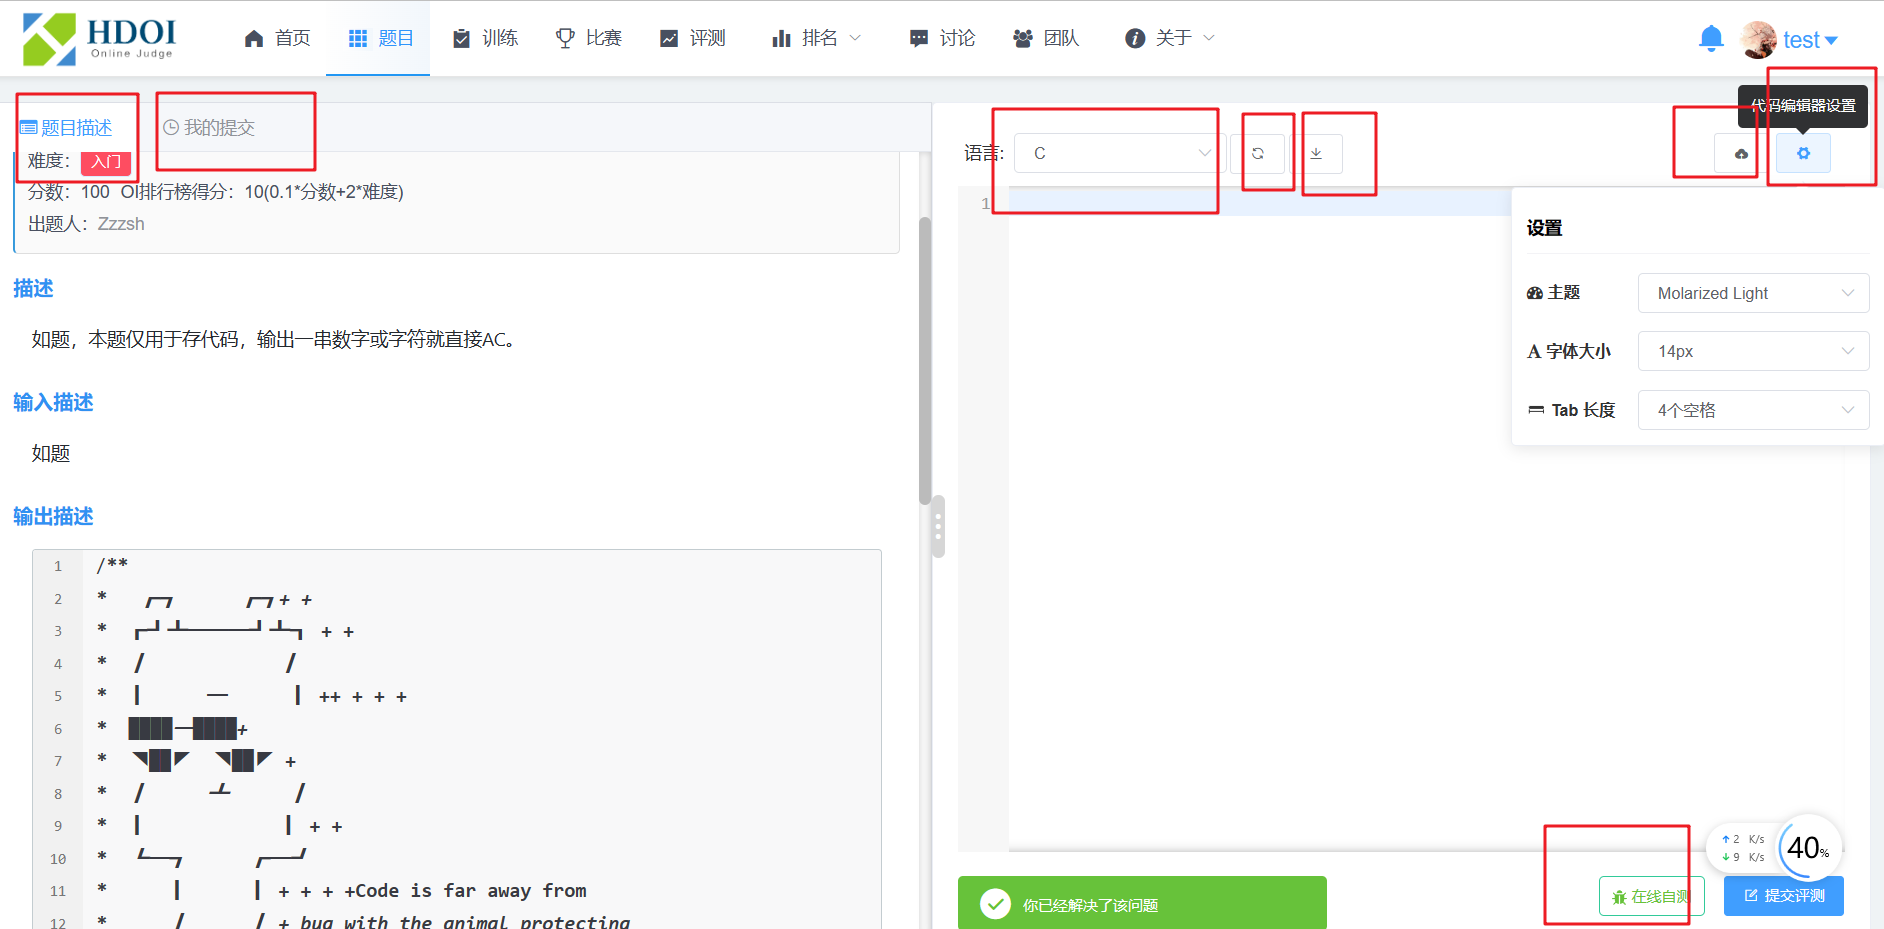 HDOI
Online Judge
首页
题目
训练
比赛
评测
排名
讨论
团队
关于
test
题目描述
我的提交
代码编辑器设置
难度：入门
分数：100 OI排行榜得分：10(0.1*分数+2*难度)
出题人：Zzzsh
描述
如题，本题仅用于存代码，输出一串数字或字符就直接AC。
输入描述
如题
输出描述
1 /**
2 * ┏━┓ ┏━┓+ +
3 * ┏━┛┻━━━━━━┛┻━┓ + +
4 * / /
5 * ┃ ━━ ┃ ++ + + +
6 * ████━████+
7 * ◥██◤ ◥██◤ +
8 * / ┻ /
9 * ┃ ┃ + +
10 * ┗━━┓ ┏━━┛
11 * ┃ ┃ + + + +Code is far away from
12 * / / + bug with the animal protecting
语言：
C
1
设置
主题
Molarized Light
字体大小
14px
Tab 长度
4个空格
2 K/s
9 K/s
40%
你已经解决了该问题
在线自测
提交评测